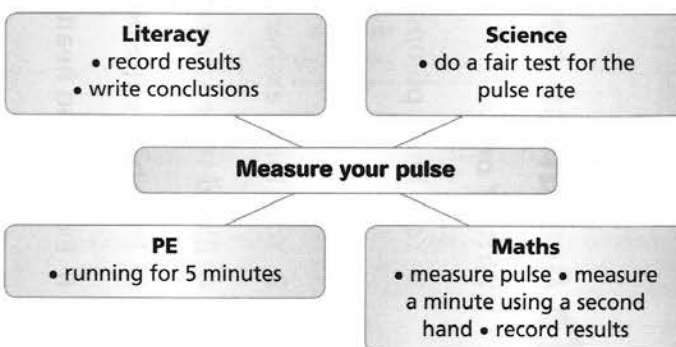 Literacy
• record results
• write conclusions
Science
• do a fair test for the
pulse rate
Measure your pulse
PE
• running for 5 minutes
Maths
• measure pulse • measure
a minute using a second
hand • record results